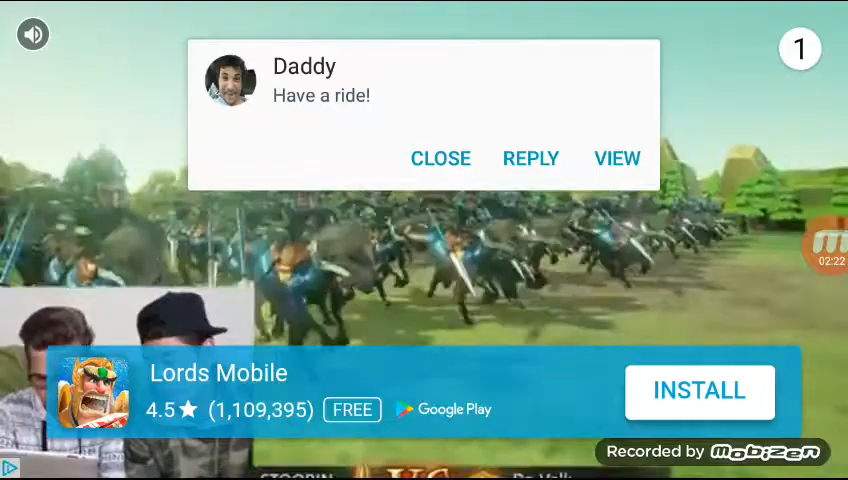 1
Daddy
Have a ride!
CLOSE REPLY VIEW
02:22
Lords Mobile
4.5★ (1,109,395) FREE Google Play
INSTALL
Recorded by mobizen